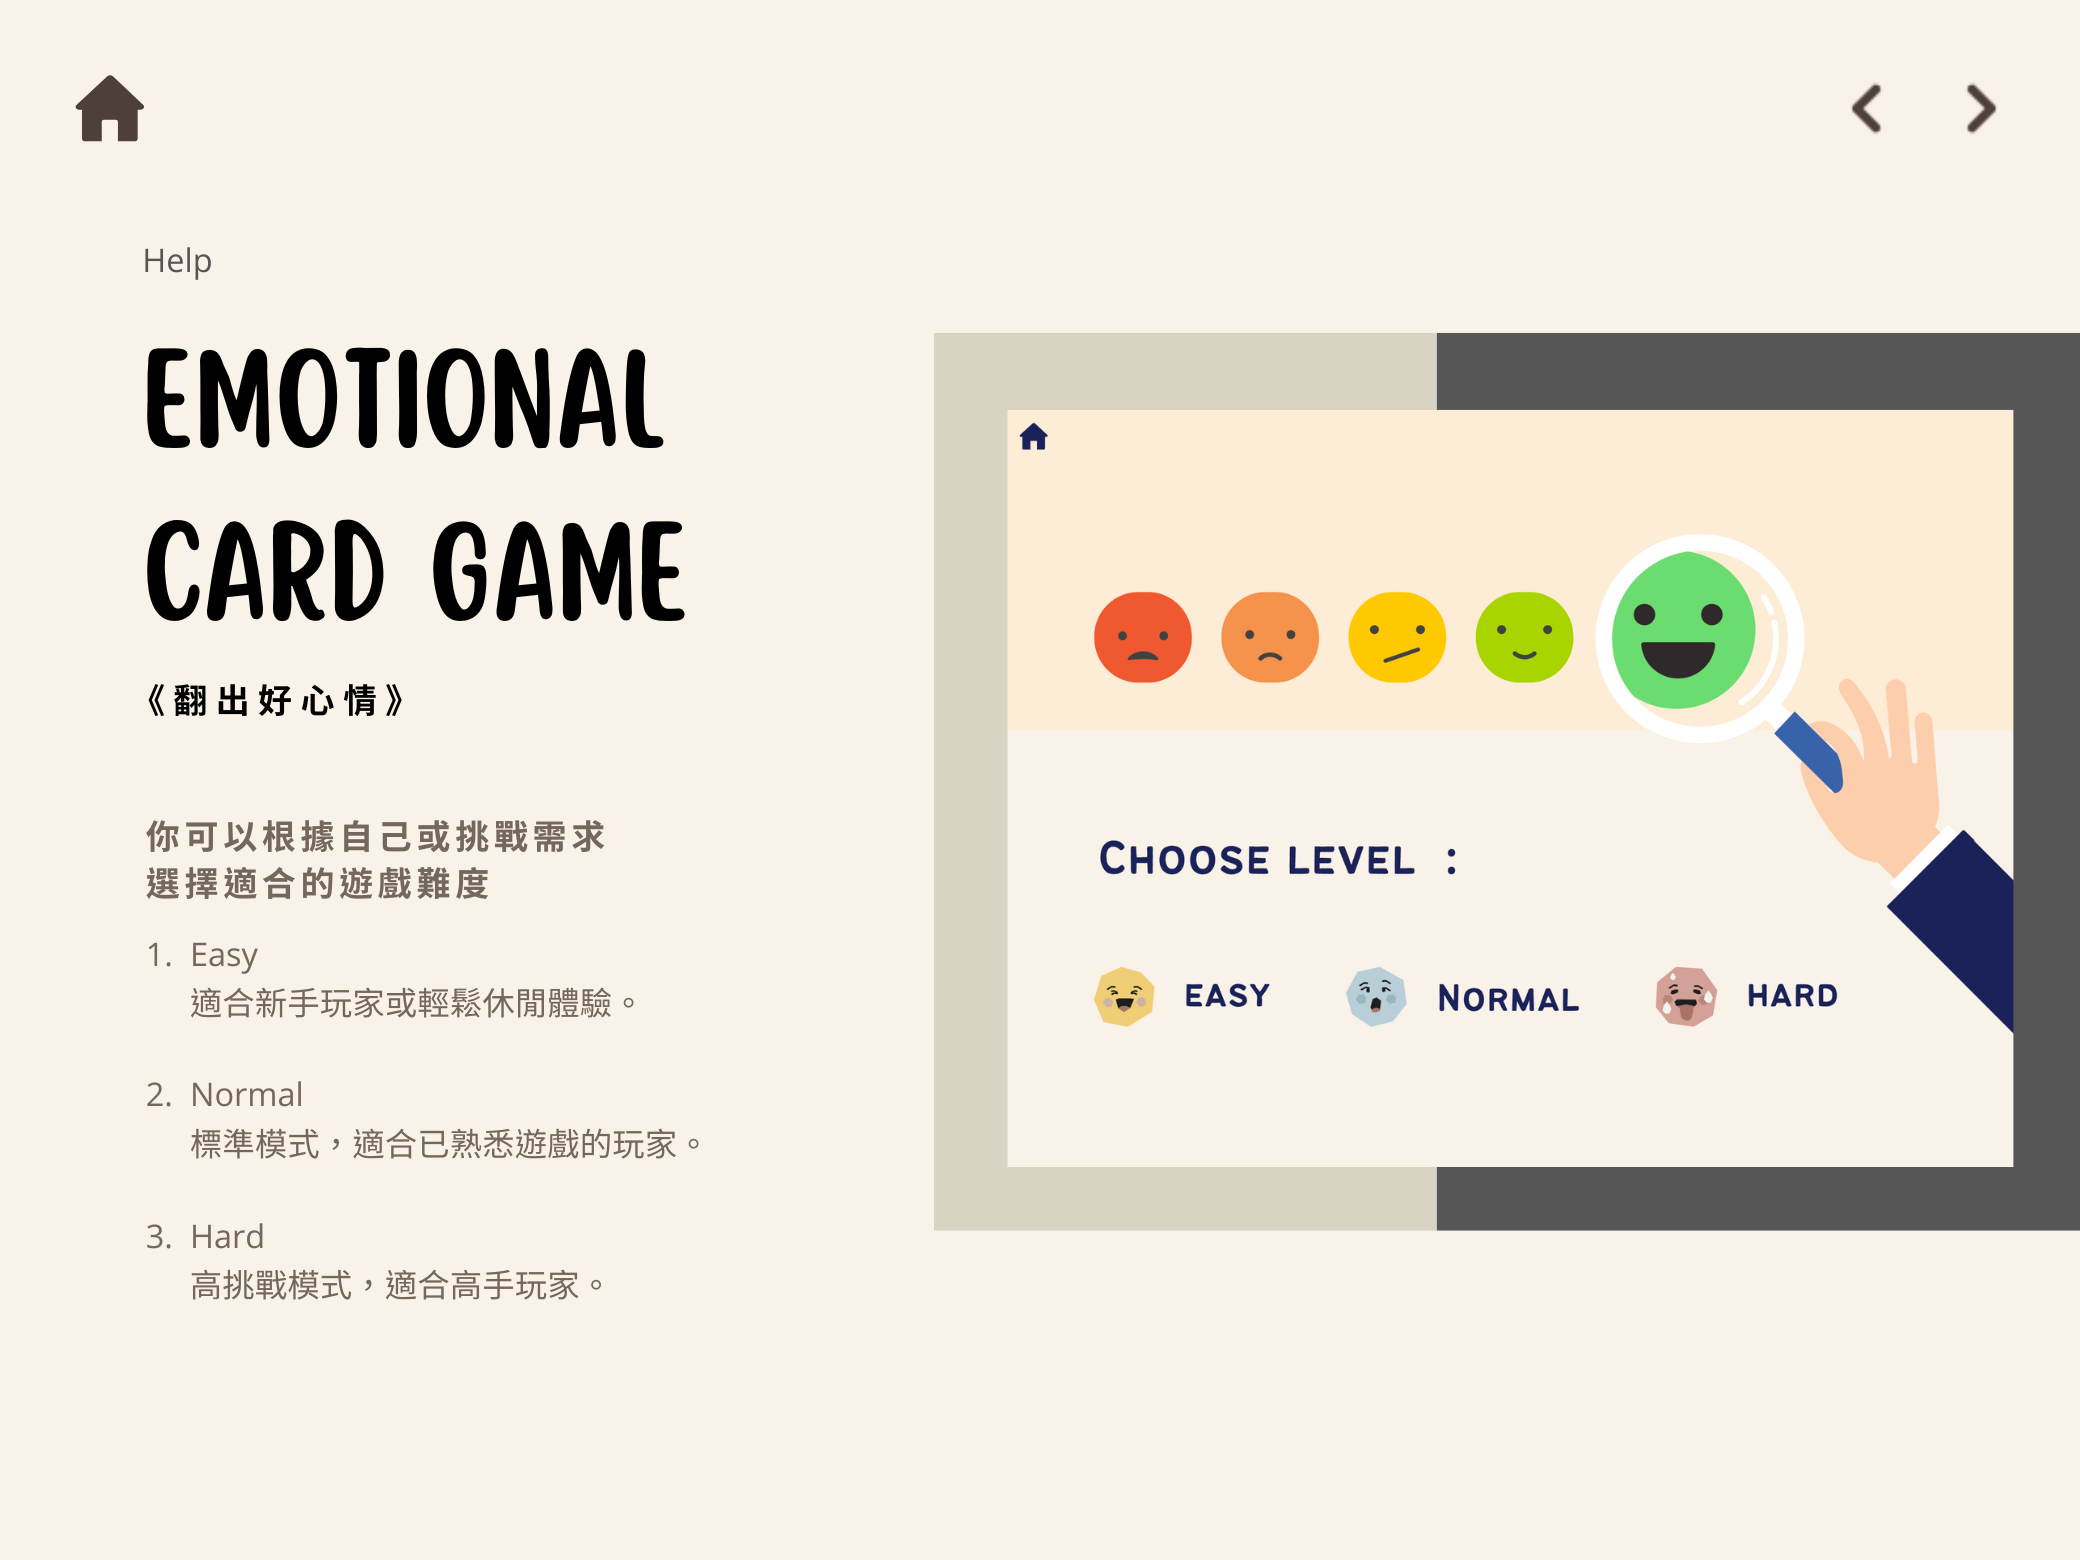 Help
EMOTIONAL
CARD GAME
《翻出好心情》
你可以根據自己或挑戰需求
選擇適合的遊戲難度
1. Easy
適合新手玩家或輕鬆休閒體驗。
2. Normal
標準模式，適合已熟悉遊戲的玩家。
3. Hard
高挑戰模式，適合高手玩家。
CHOOSE LEVEL :
EASY
NORMAL
HARD